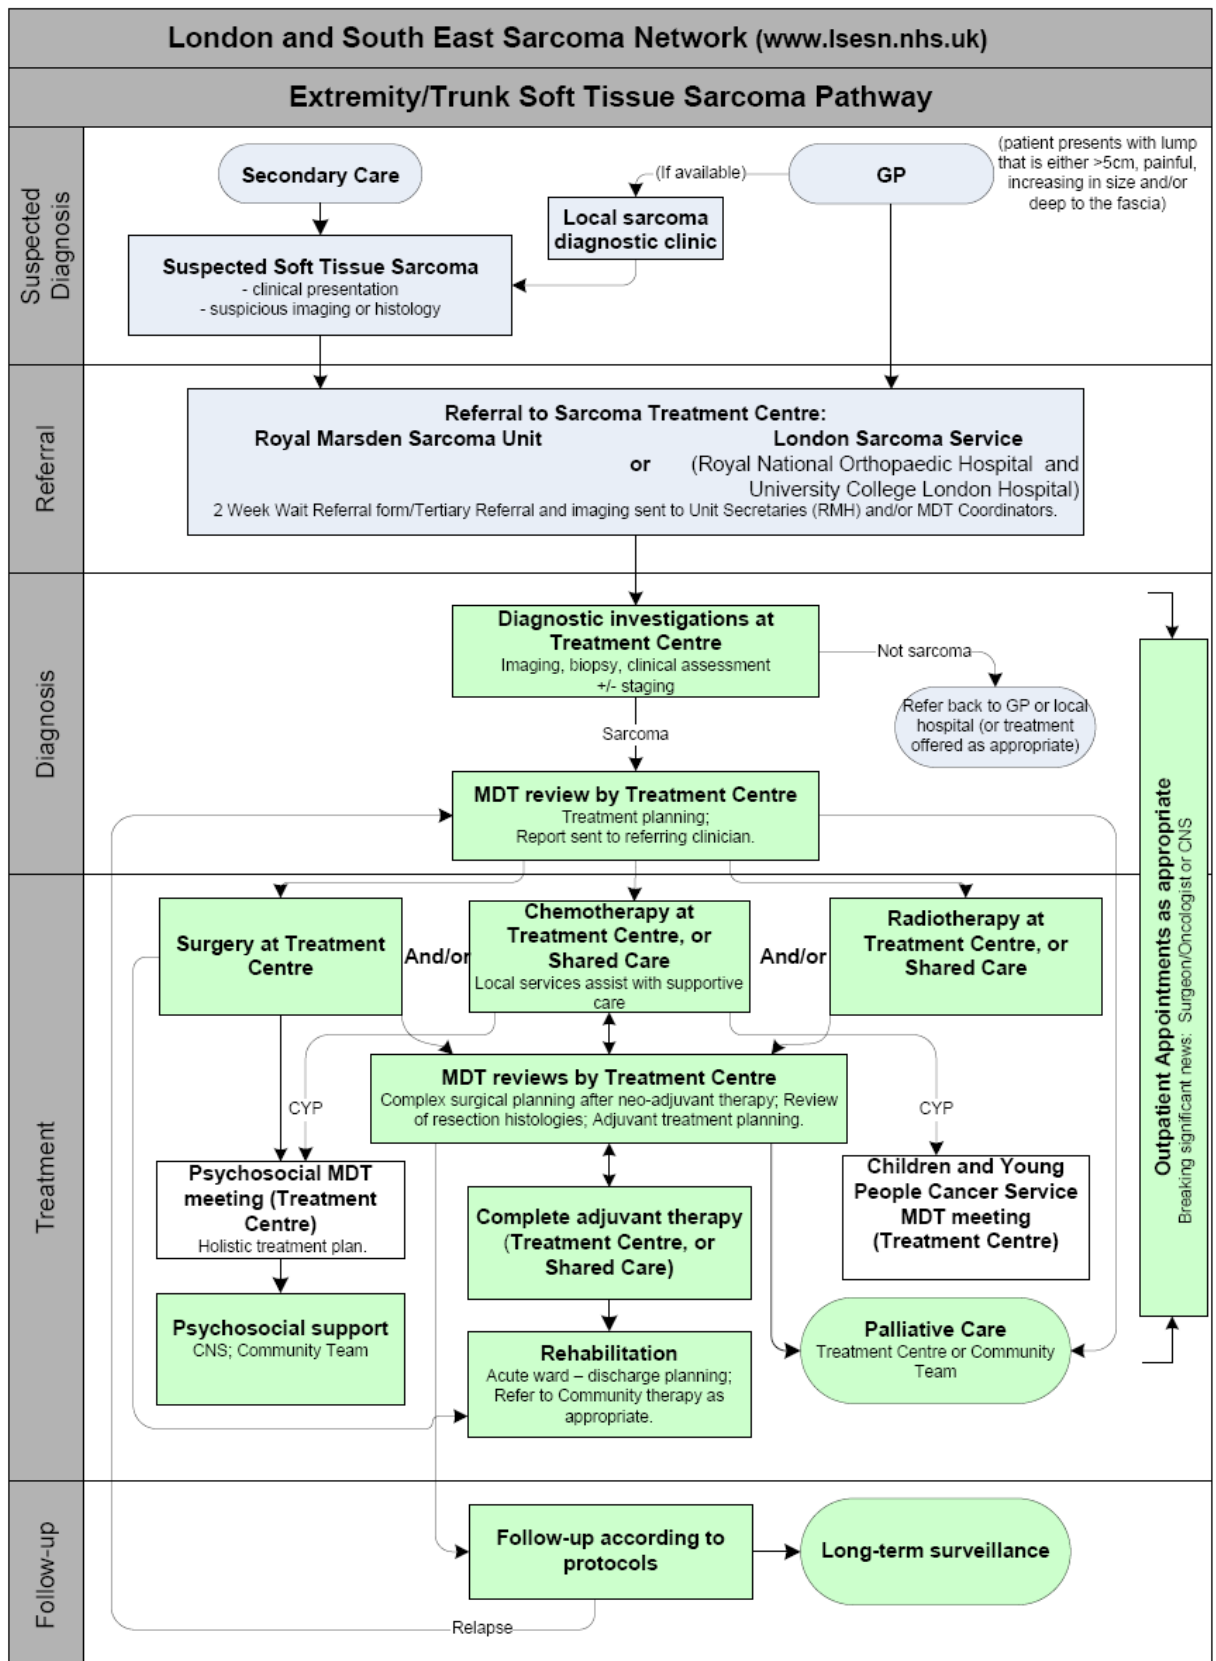 London and South East Sarcoma Network (www.lsesn.nhs.uk)
Extremity/Trunk Soft Tissue Sarcoma Pathway
Suspected
Diagnosis
Secondary Care
(If available)
GP
(patient presents with lump
that is either >5cm, painful,
increasing in size and/or
deep to the fascia)
Local sarcoma
diagnostic clinic
Suspected Soft Tissue Sarcoma
- clinical presentation
- suspicious imaging or histology
Referral
Referral to Sarcoma Treatment Centre:
Royal Marsden Sarcoma Unit
London Sarcoma Service
or
(Royal National Orthopaedic Hospital and
University College London Hospital)
2 Week Wait Referral form/Tertiary Referral and imaging sent to Unit Secretaries (RMH) and/or MDT Coordinators.
Diagnosis
Diagnostic investigations at
Treatment Centre
Imaging, biopsy, clinical assessment
+/- staging
Not sarcoma
Refer back to GP or local
hospital (or treatment
offered as appropriate)
Sarcoma
MDT review by Treatment Centre
Treatment planning;
Report sent to referring clinician.
Outpatient Appointments as appropriate
Breaking significant news: Surgeon/Oncologist or CNS
Treatment
Surgery at Treatment
Centre
And/or
Chemotherapy at
Treatment Centre, or
Shared Care
Local services assist with supportive
care
And/or
Radiotherapy at
Treatment Centre, or
Shared Care
MDT reviews by Treatment Centre
Complex surgical planning after neo-adjuvant therapy; Review
of resection histologies; Adjuvant treatment planning.
CYP
CYP
Psychosocial MDT
meeting (Treatment
Centre)
Holistic treatment plan.
Children and Young
People Cancer Service
MDT meeting
(Treatment Centre)
Complete adjuvant therapy
(Treatment Centre, or
Shared Care)
Psychosocial support
CNS; Community Team
Palliative Care
Treatment Centre or Community
Team
Rehabilitation
Acute ward – discharge planning;
Refer to Community therapy as
appropriate.
Follow-up
Follow-up according to
protocols
Long-term surveillance
Relapse